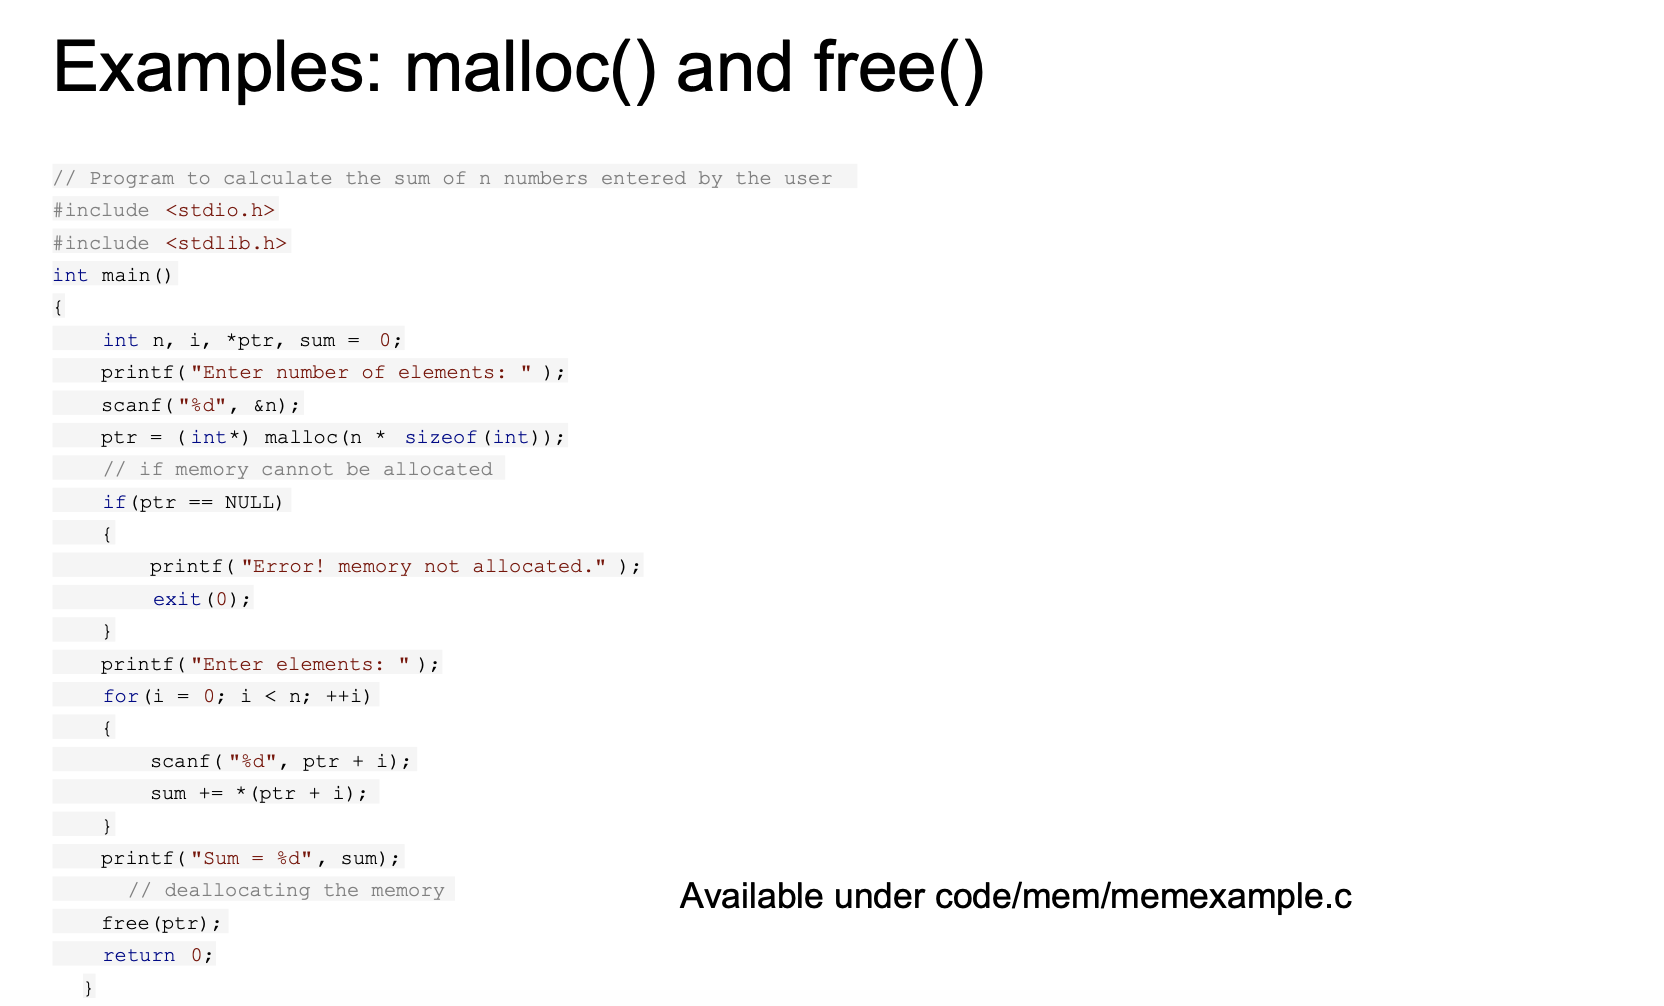 Examples: malloc() and free()
// Program to calculate the sum of n numbers entered by the user
#include <stdio.h>
#include <stdlib.h>
int main()
{
    int n, i, *ptr, sum = 0;
    printf("Enter number of elements: ");
    scanf("%d", &n);
    ptr = (int*) malloc(n * sizeof(int));
    // if memory cannot be allocated
    if(ptr == NULL)
    {
        printf("Error! memory not allocated.");
        exit(0);
    }
    printf("Enter elements: ");
    for(i = 0; i < n; ++i)
    {
        scanf("%d", ptr + i);
        sum += *(ptr + i);
    }
    printf("Sum = %d", sum);
      // deallocating the memory
    free(ptr);
    return 0;
  }
Available under code/mem/memexample.c